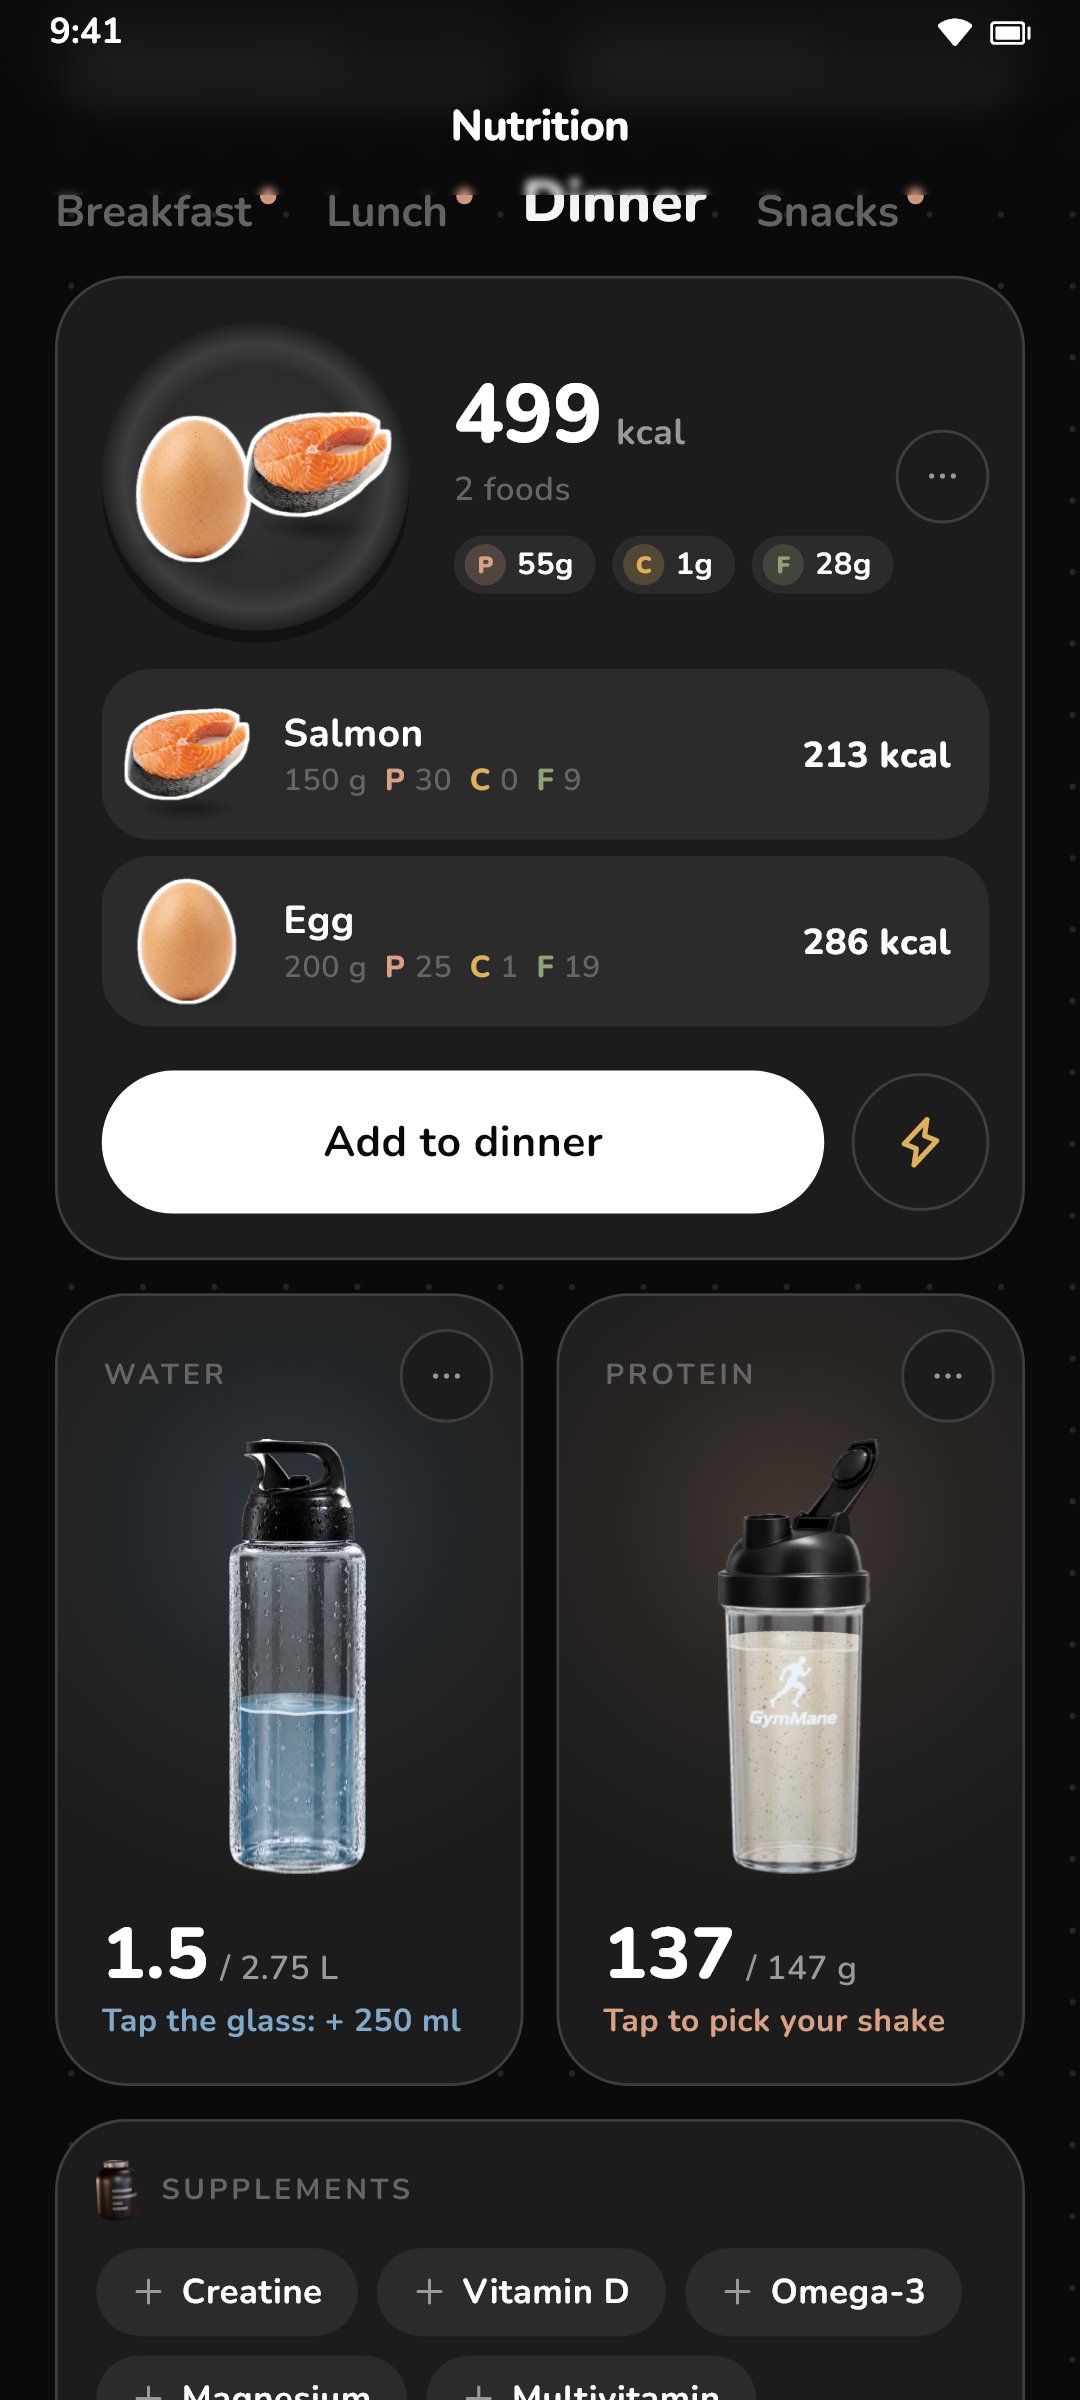 9:41
Nutrition
Breakfast Lunch Dinner Snacks
499 kcal
2 foods
P 55g C 1g F 28g
Salmon
150 g P 30 C 0 F 9
213 kcal
Egg
200 g P 25 C 1 F 19
286 kcal
Add to dinner
WATER
PROTEIN
GymMane
1.5 / 2.75 L
Tap the glass: + 250 ml
137 / 147 g
Tap to pick your shake
SUPPLEMENTS
+ Creatine + Vitamin D + Omega-3
+ Magnesium + Multivitamin